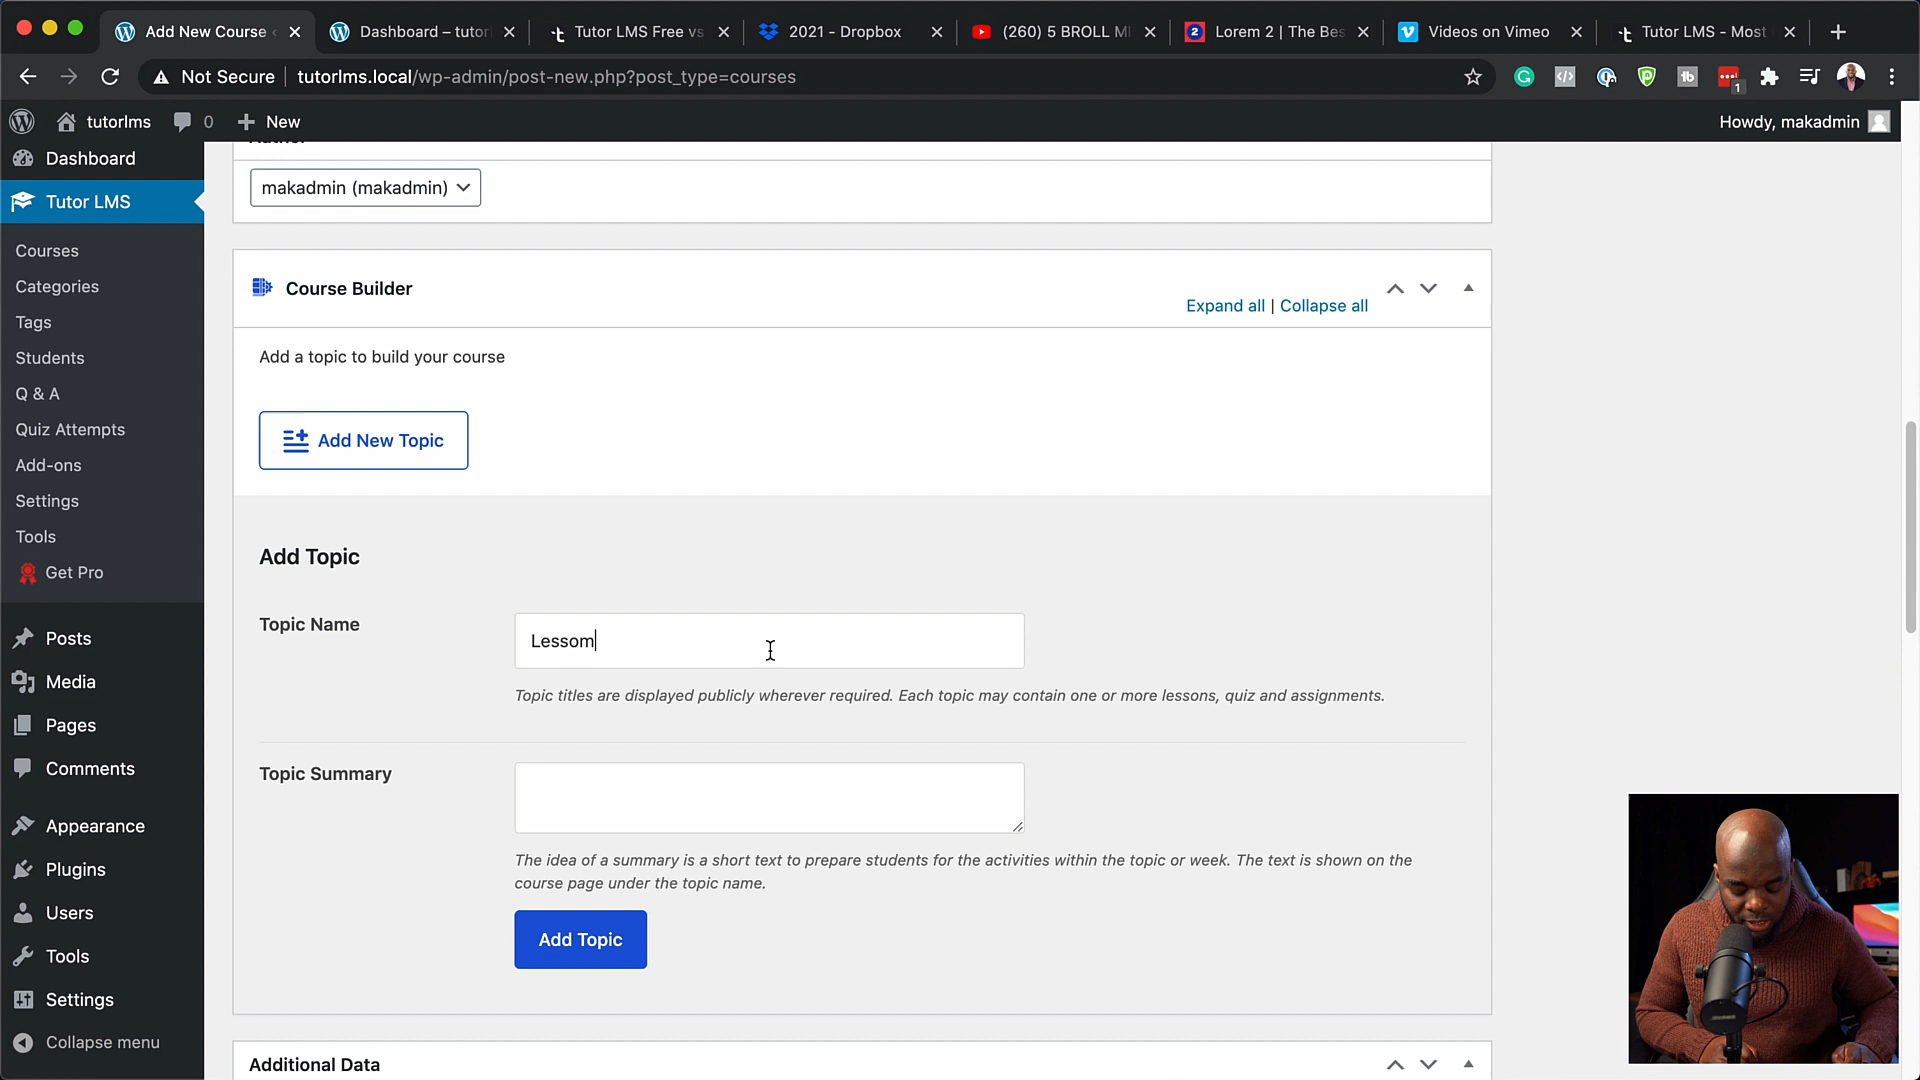 Add New Course
Dashboard – tutor
Tutor LMS Free vs
2021 - Dropbox
(260) 5 BROLL MI
Lorem 2 | The Bes
Videos on Vimeo
Tutor LMS - Most
Not Secure
tutorlms.local/wp-admin/post-new.php?post_type=courses
1
tutorlms
0
New
Howdy, makadmin
Dashboard
Tutor LMS
Courses
Categories
Tags
Students
Q & A
Quiz Attempts
Add-ons
Settings
Tools
Get Pro
Posts
Media
Pages
Comments
Appearance
Plugins
Users
Tools
Settings
Collapse menu
makadmin (makadmin)
Course Builder
Expand all | Collapse all
Add a topic to build your course
Add New Topic
Add Topic
Topic Name
Lessom
Topic titles are displayed publicly wherever required. Each topic may contain one or more lessons, quiz and assignments.
Topic Summary
The idea of a summary is a short text to prepare students for the activities within the topic or week. The text is shown on the
course page under the topic name.
Add Topic
Additional Data